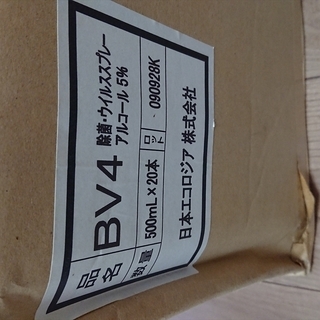 品名
BV4
除菌・ウイルススプレー
アルコール 5%
数量
500mL×20本
ロット
090928K
日本エコロジア 株式会社